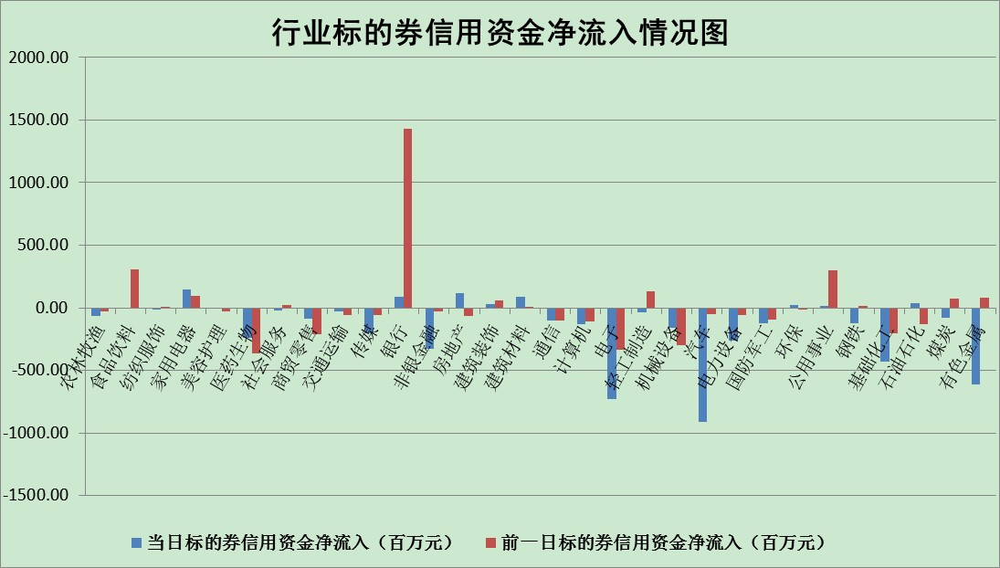 行业标的券信用资金净流入情况图
2000.00
1500.00
1000.00
500.00
0.00
-500.00
-1000.00
-1500.00
农林牧渔
食品饮料
纺织服饰
家用电器
美容护理
医药生物
社会服务
商贸零售
交通运输
传媒
银行
非银金融
房地产
建筑装饰
建筑材料
通信
计算机
电子
轻工制造
机械设备
汽车
电力设备
国防军工
环保
公用事业
钢铁
基础化工
石油石化
煤炭
有色金属
当日标的券信用资金净流入（百万元）
前一日标的券信用资金净流入（百万元）